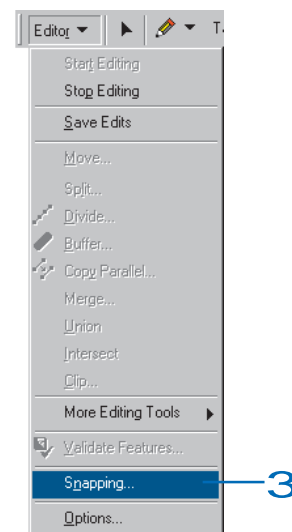 Editor
Start Editing
Stop Editing
Save Edits
Move...
Split...
Divide...
Buffer...
Copy Parallel...
Merge...
Union
Intersect
Clip...
More Editing Tools
Validate Features...
Snapping...
3
Options...